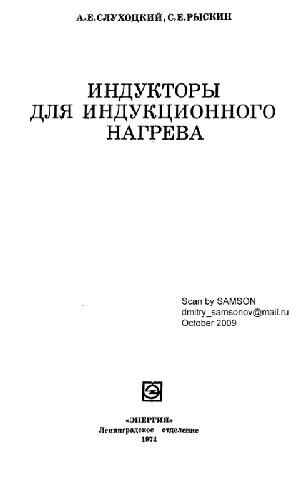 А.Е.СЛУХОЦКИЙ, С.Е.РЫСКИН
ИНДУКТОРЫ
ДЛЯ ИНДУКЦИОННОГО
НАГРЕВА
Scan by SAMSON
dmitry_samsonov@mail.ru
October 2009
«ЭНЕРГИЯ»
Ленинградское отделение
1974